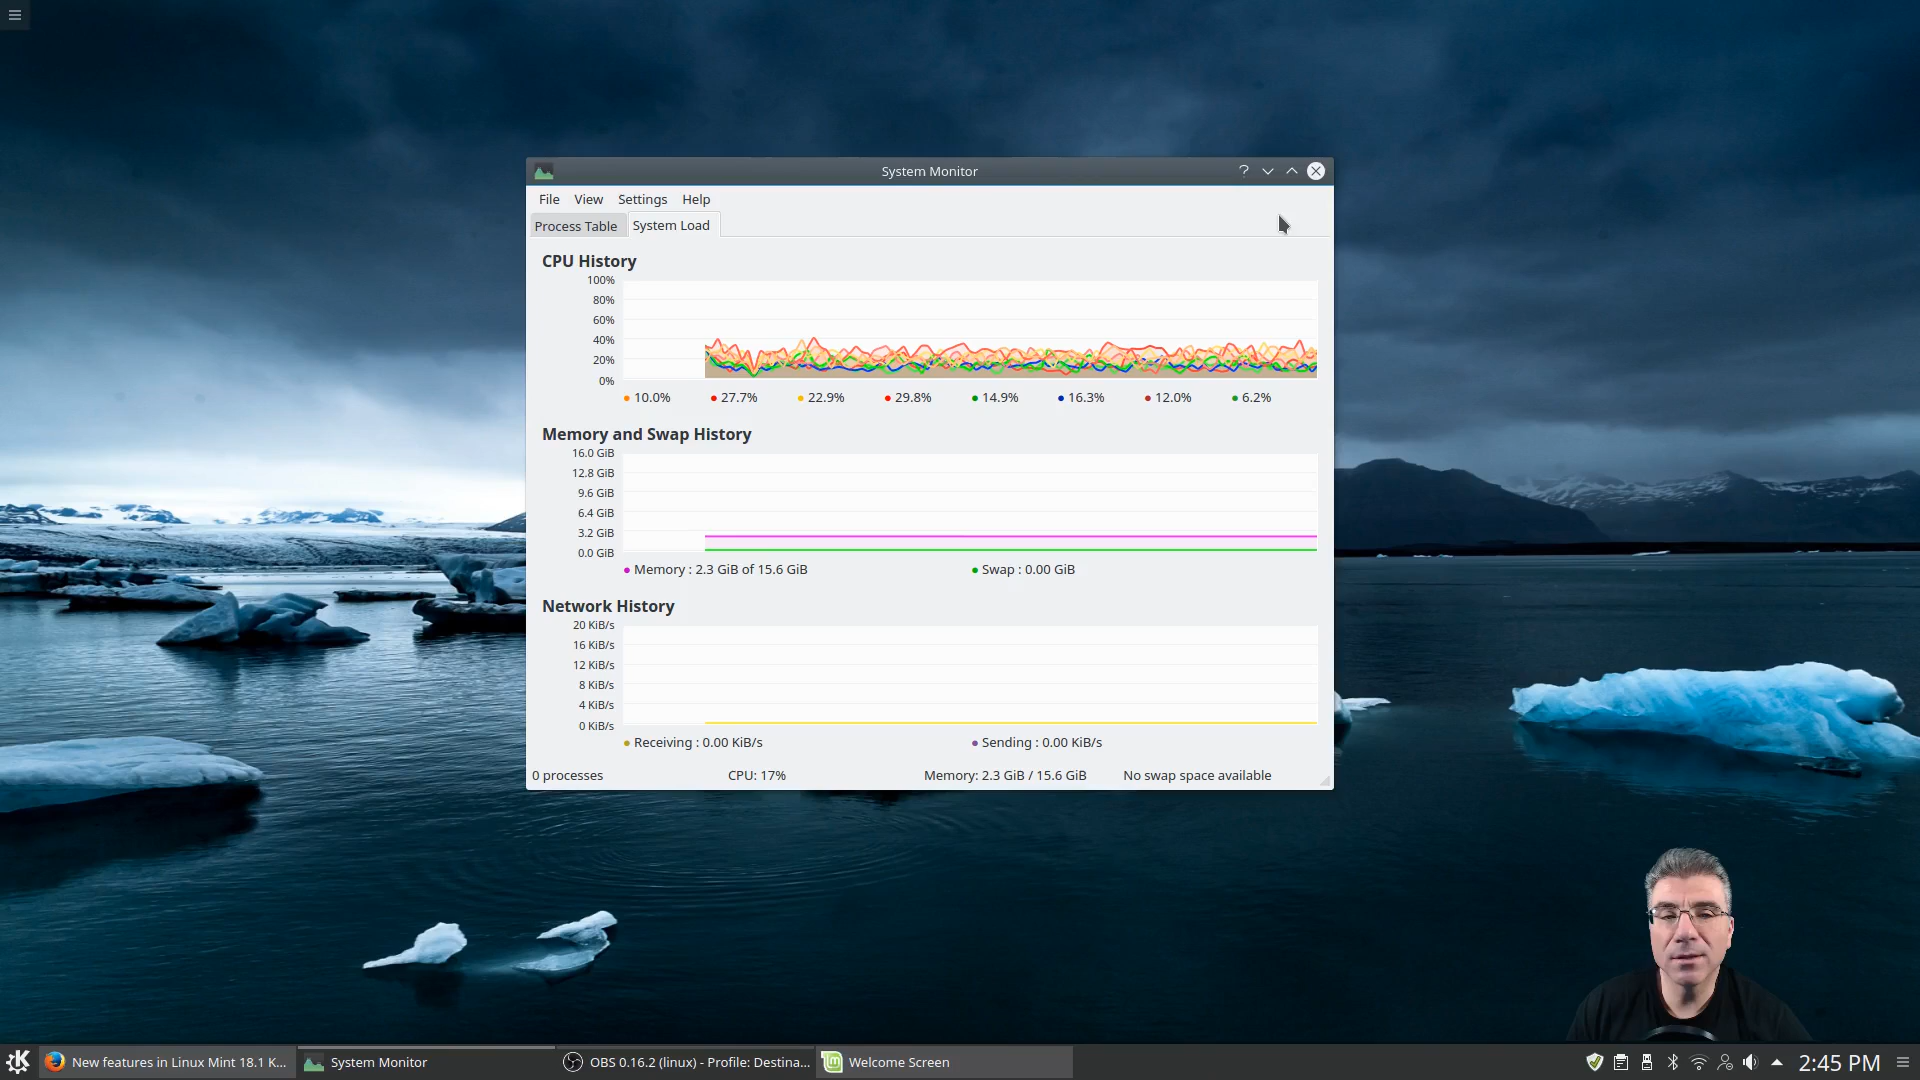 System Monitor
File View Settings Help
Process Table System Load
CPU History
100%
80%
60%
40%
20%
0%
10.0% 27.7% 22.9% 29.8% 14.9% 16.3% 12.0% 6.2%
Memory and Swap History
16.0 GiB
12.8 GiB
9.6 GiB
6.4 GiB
3.2 GiB
0.0 GiB
Memory : 2.3 GiB of 15.6 GiB Swap : 0.00 GiB
Network History
20 KiB/s
16 KiB/s
12 KiB/s
8 KiB/s
4 KiB/s
0 KiB/s
Receiving : 0.00 KiB/s Sending : 0.00 KiB/s
0 processes CPU: 17% Memory: 2.3 GiB / 15.6 GiB No swap space available
New features in Linux Mint 18.1 K... System Monitor OBS 0.16.2 (linux) - Profile: Destina... Welcome Screen 2:45 PM